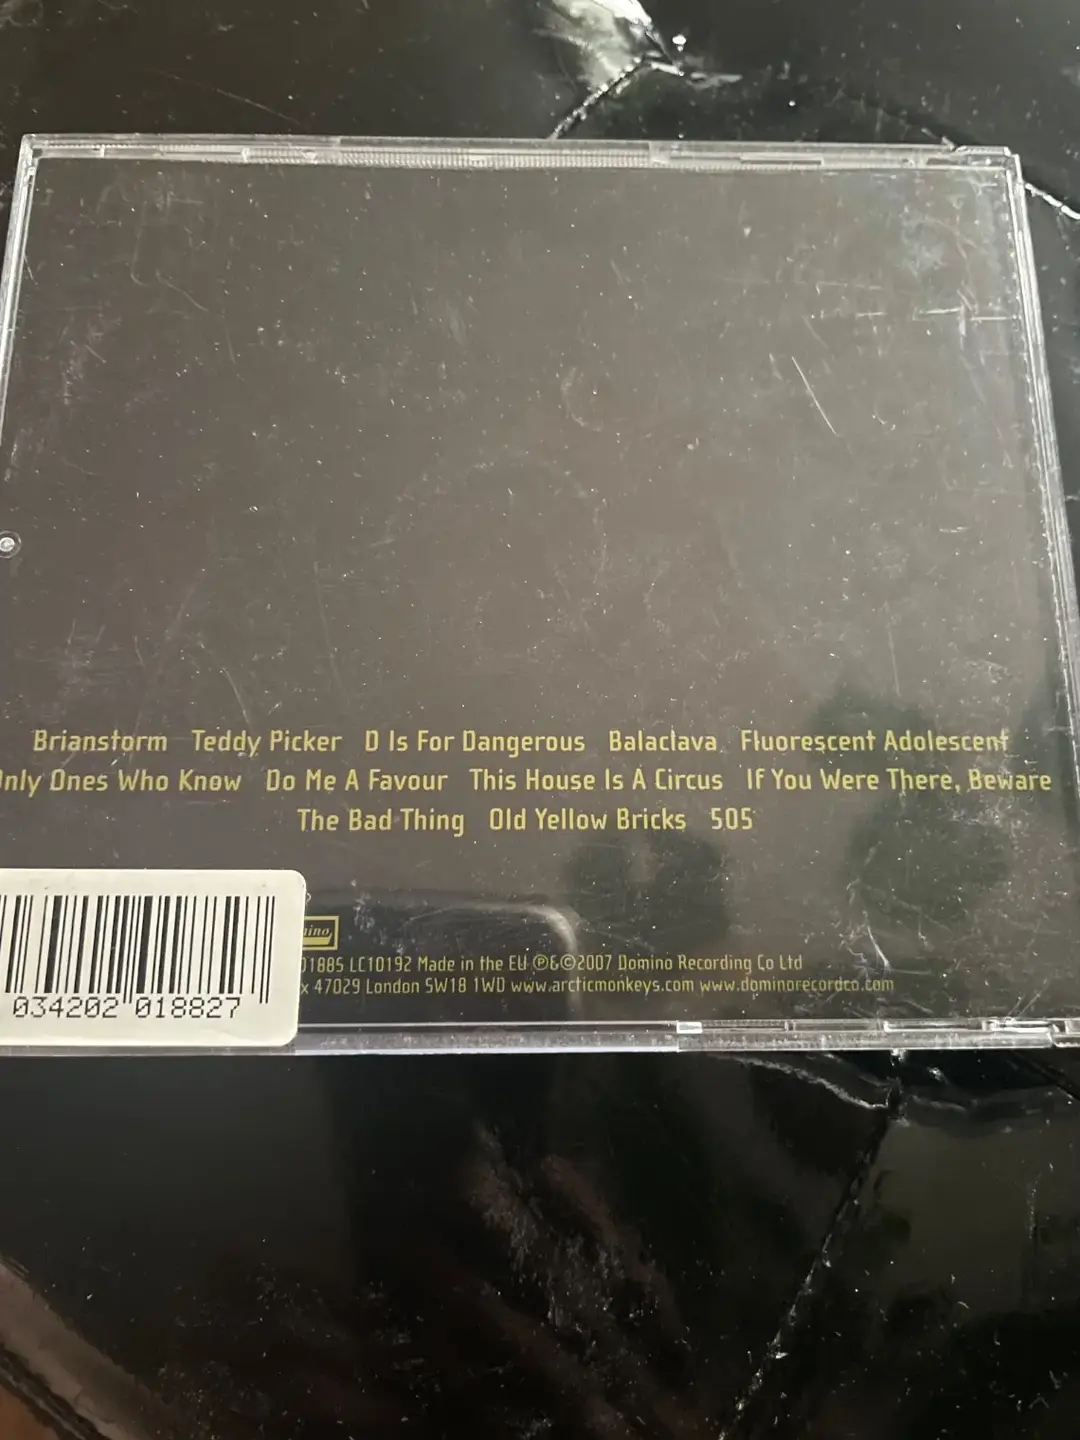 Brianstorm Teddy Picker D Is For Dangerous Balaclava Fluorescent Adolescent
Only Ones Who Know Do Me A Favour This House Is A Circus If You Were There, Beware
The Bad Thing Old Yellow Bricks 505
01885 LC10192 Made in the EU ℗&©2007 Domino Recording Co Ltd
x 47029 London SW18 1WD www.arcticmonkeys.com www.dominorecordco.com
034202 018827